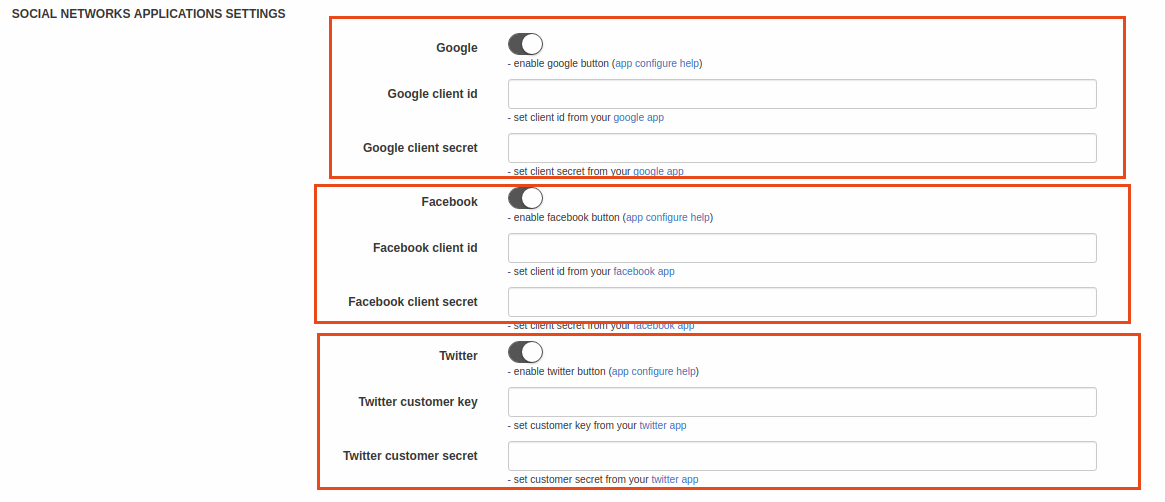 SOCIAL NETWORKS APPLICATIONS SETTINGS
Google
- enable google button (app configure help)
Google client id
- set client id from your google app
Google client secret
- set client secret from your google app
Facebook
- enable facebook button (app configure help)
Facebook client id
- set client id from your facebook app
Facebook client secret
- set client secret from your facebook app
Twitter
- enable twitter button (app configure help)
Twitter customer key
- set customer key from your twitter app
Twitter customer secret
- set customer secret from your twitter app